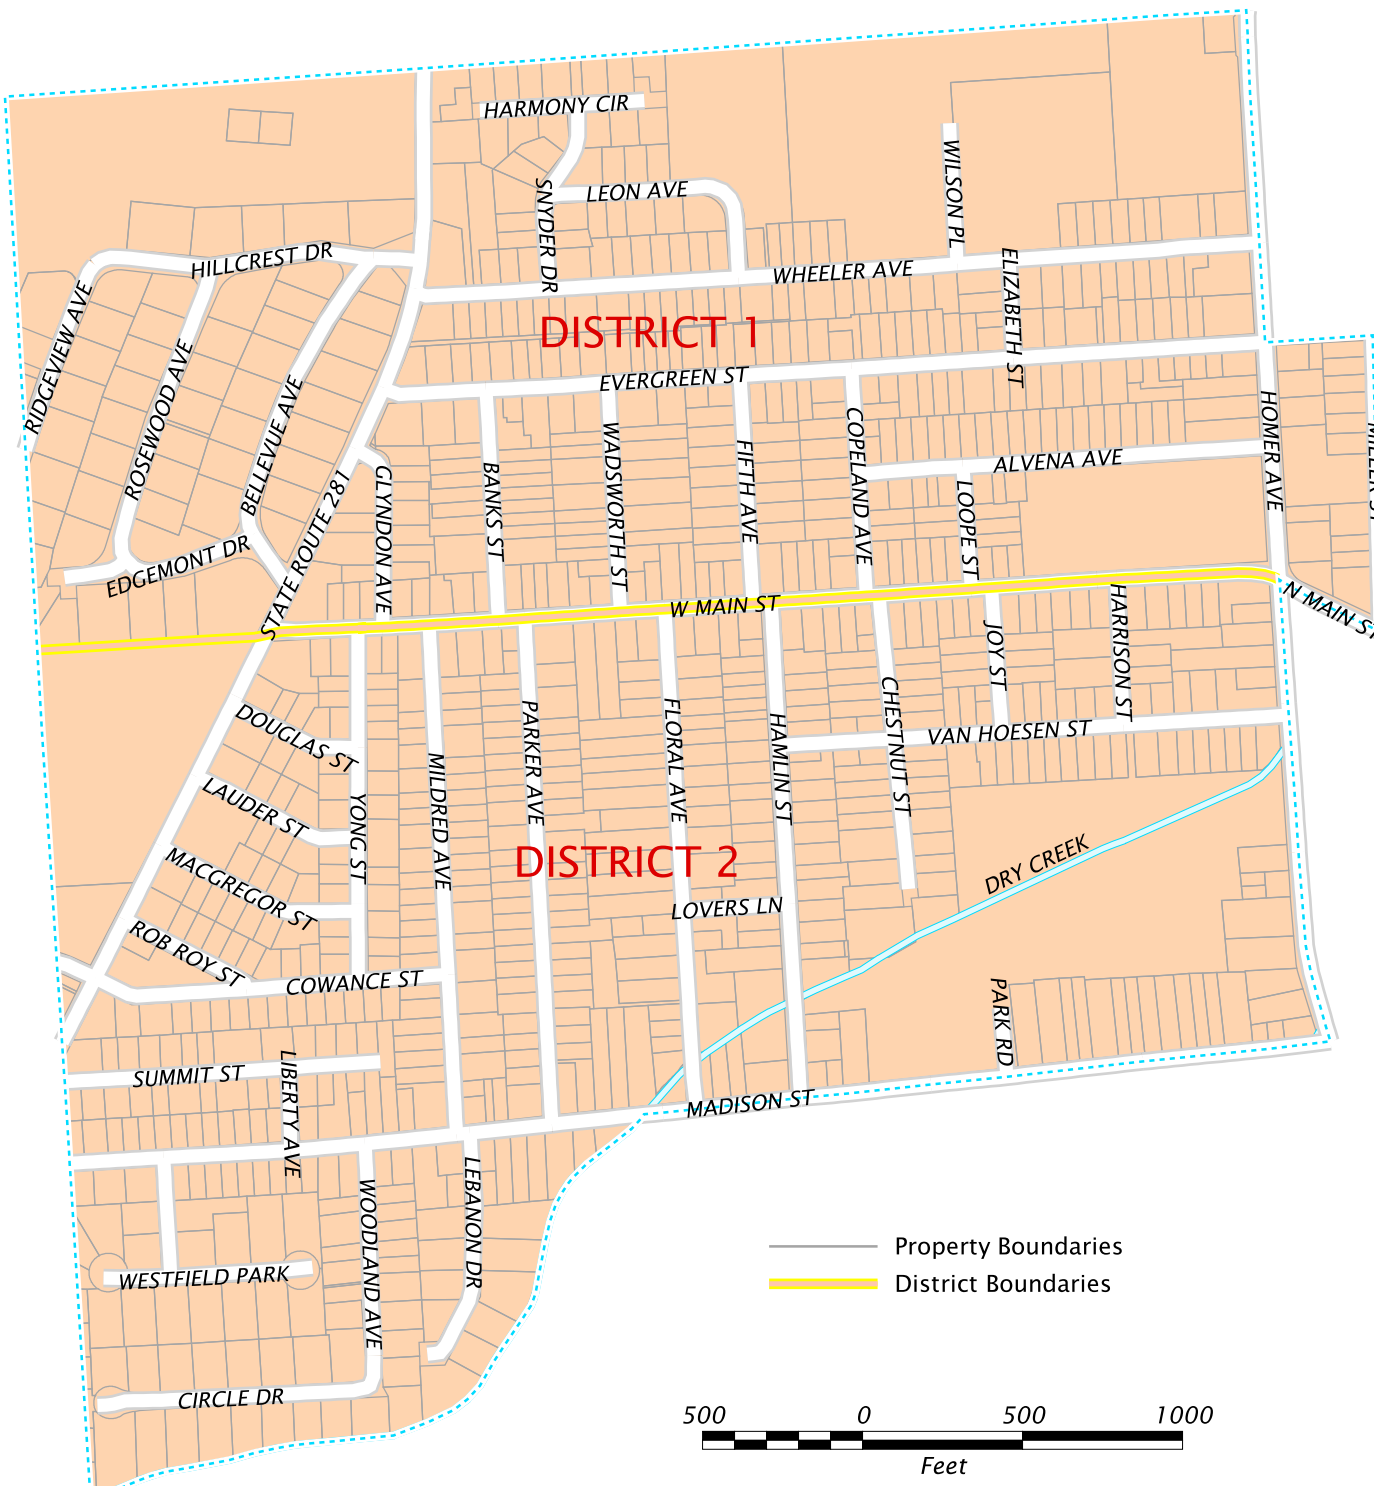 HARMONY CIR
SNYDER DR
LEON AVE
WILSON PL
HILLCREST DR
WHEELER AVE
ELIZABETH ST
RIDGEVIEW AVE
ROSEWOOD AVE
BELLEVUE AVE
DISTRICT 1
EVERGREEN ST
HOMER AVE
MILLER ST
COPELAND AVE
WADSWORTH ST
FIFTH AVE
BANKS ST
GLYNDON AVE
ALVENA AVE
LOOPE ST
STATE ROUTE 281
EDGEMONT DR
W MAIN ST
N MAIN ST
HARRISON ST
JOY ST
CHESTNUT ST
VAN HOESEN ST
HAMLIN ST
FLORAL AVE
PARKER AVE
MILDRED AVE
DOUGLAS ST
YONG ST
LAUDER ST
MACGREGOR ST
ROB ROY ST
DISTRICT 2
DRY CREEK
LOVERS LN
COWANCE ST
PARK RD
SUMMIT ST
LIBERTY AVE
MADISON ST
WOODLAND AVE
LEBANON DR
WESTFIELD PARK
CIRCLE DR
Property Boundaries
District Boundaries
500 0 500 1000
Feet